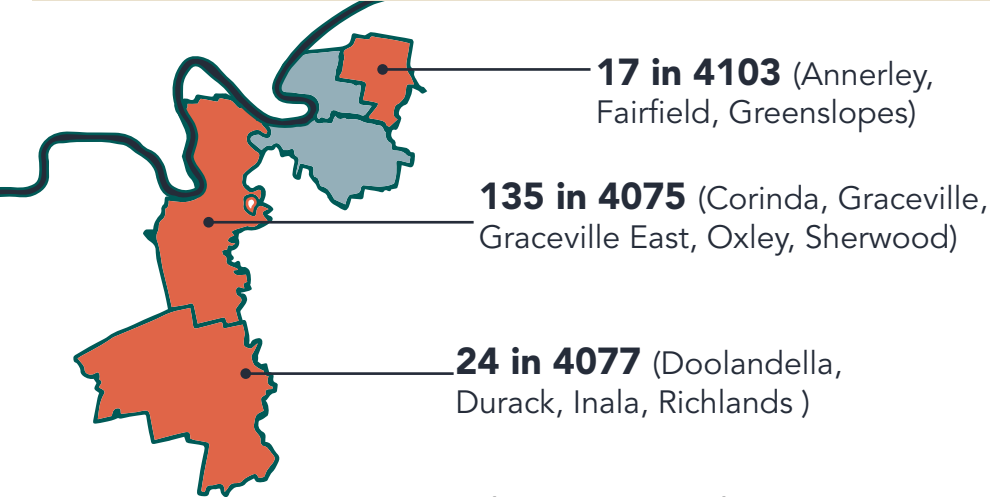 17 in 4103 (Annerley,
Fairfield, Greenslopes)
135 in 4075 (Corinda, Graceville,
Graceville East, Oxley, Sherwood)
24 in 4077 (Doolandella,
Durack, Inala, Richlands )